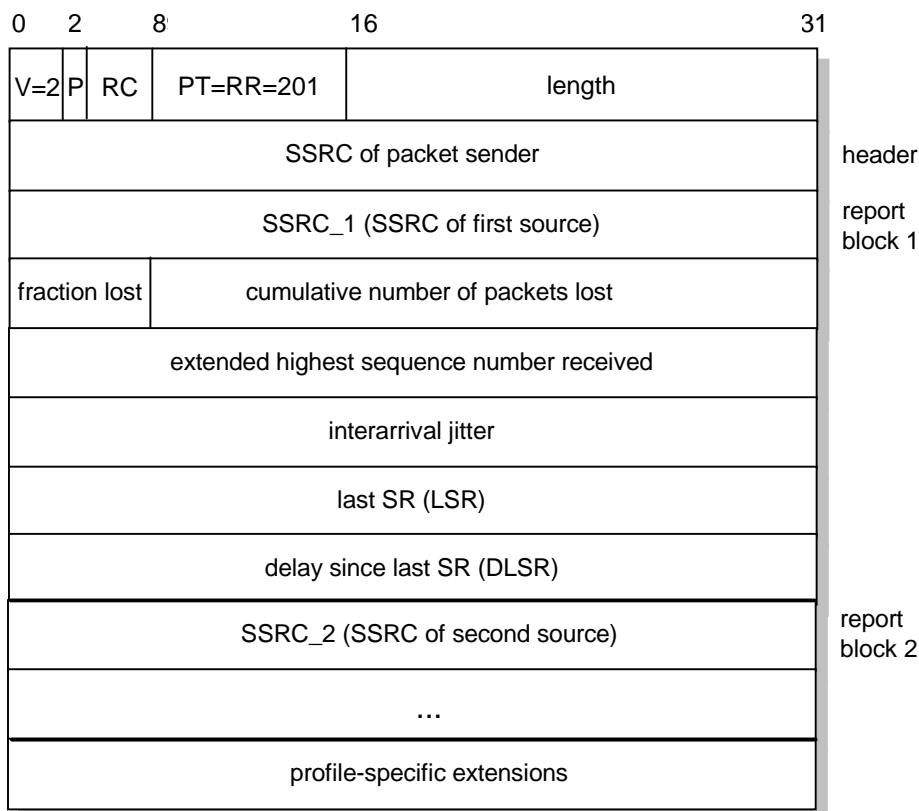 0 2 8 16 31
V=2 P RC PT=RR=201 length
SSRC of packet sender header
SSRC_1 (SSRC of first source) report
block 1
fraction lost cumulative number of packets lost
extended highest sequence number received
interarrival jitter
last SR (LSR)
delay since last SR (DLSR)
SSRC_2 (SSRC of second source) report
block 2
...
profile-specific extensions